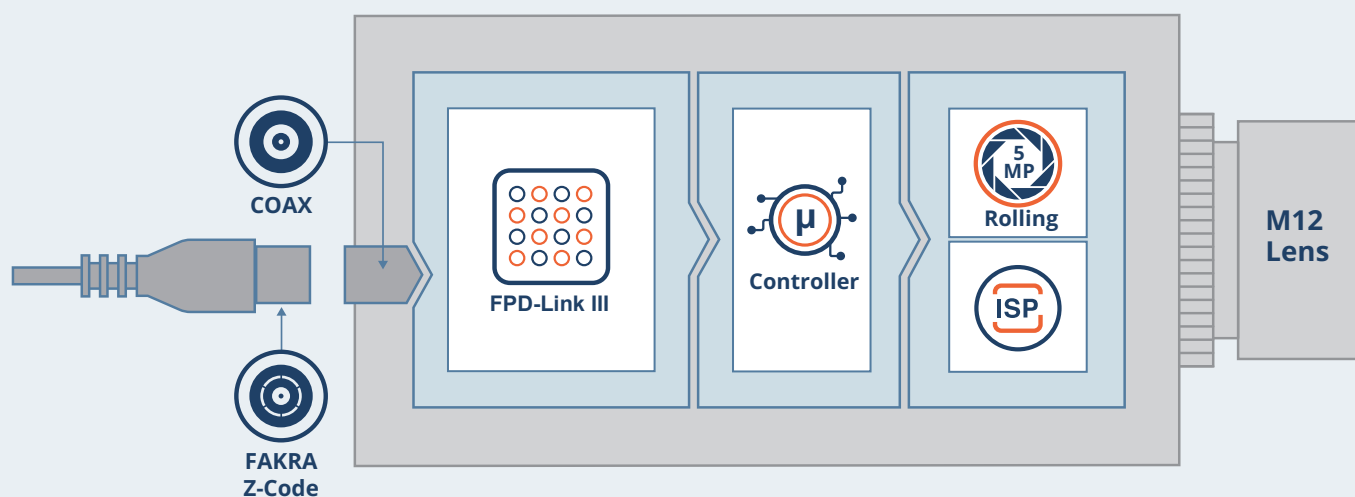 COAX
FAKRA
Z-Code
FPD-Link III
µ
Controller
5
MP
Rolling
ISP
M12
Lens